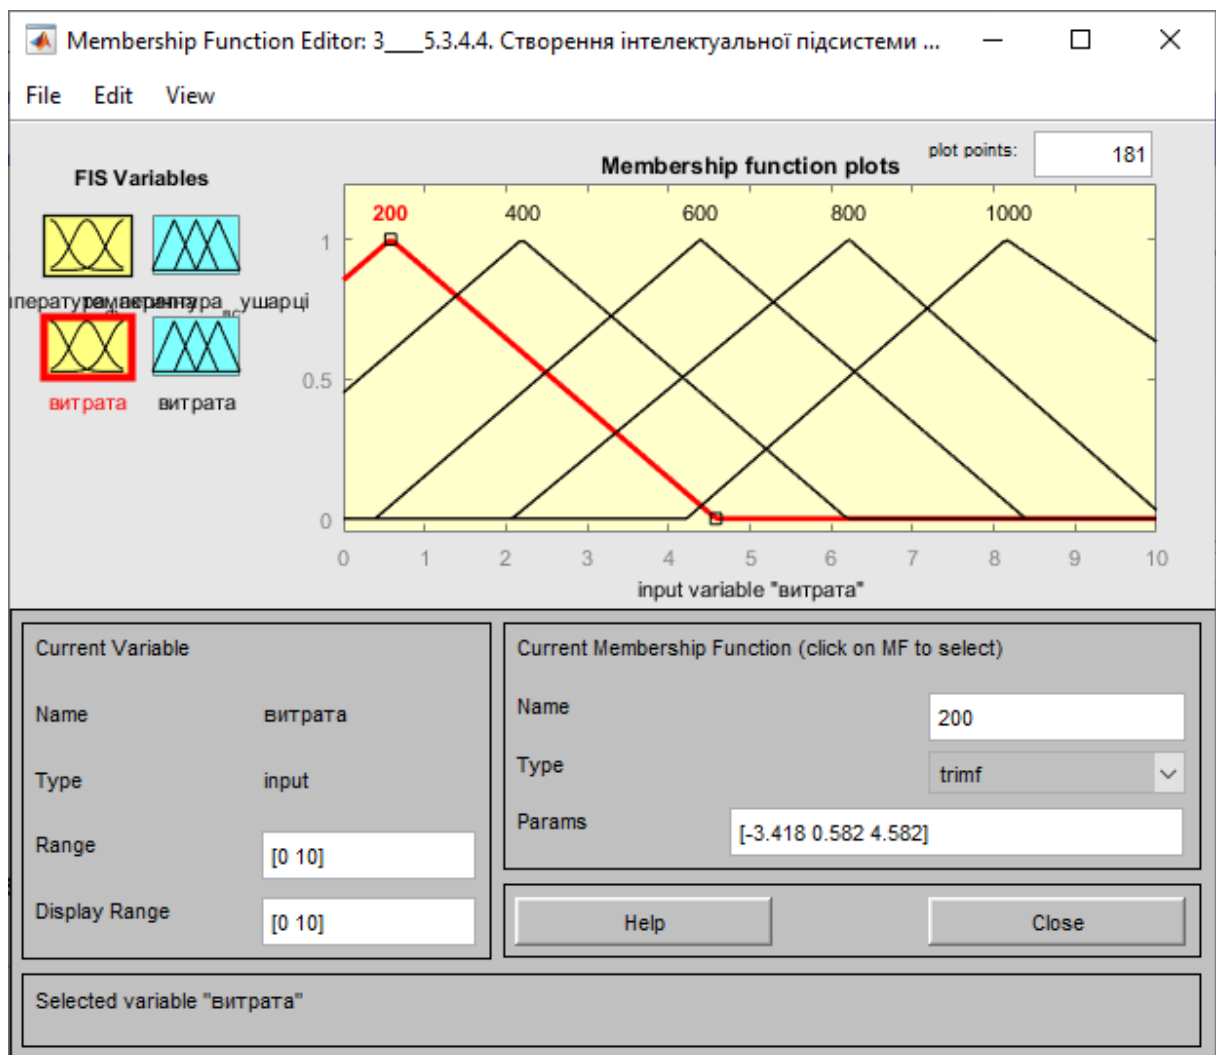 Membership Function Editor: 3___5.3.4.4. Створення інтелектуальної підсистеми ...
File Edit View
FIS Variables
витрата витрата
Membership function plots
plot points: 181
200 400 600 800 1000
1
0.5
0
0 1 2 3 4 5 6 7 8 9 10
input variable "витрата"
Current Variable
Name витрата
Type input
Range [0 10]
Display Range [0 10]
Current Membership Function (click on MF to select)
Name 200
Type trimf
Params [-3.418 0.582 4.582]
Help Close
Selected variable "витрата"